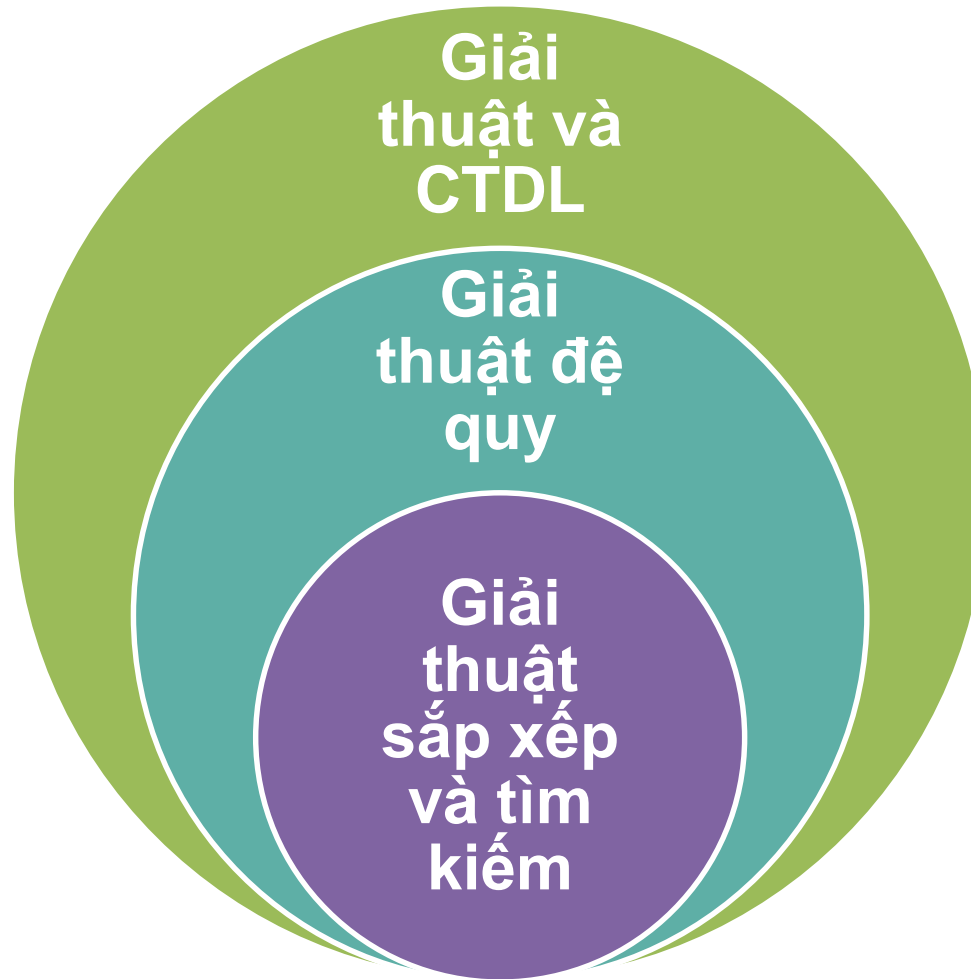 Giải
thuật và
CTDL
Giải
thuật đệ
quy
Giải
thuật
sắp xếp
và tìm
kiếm